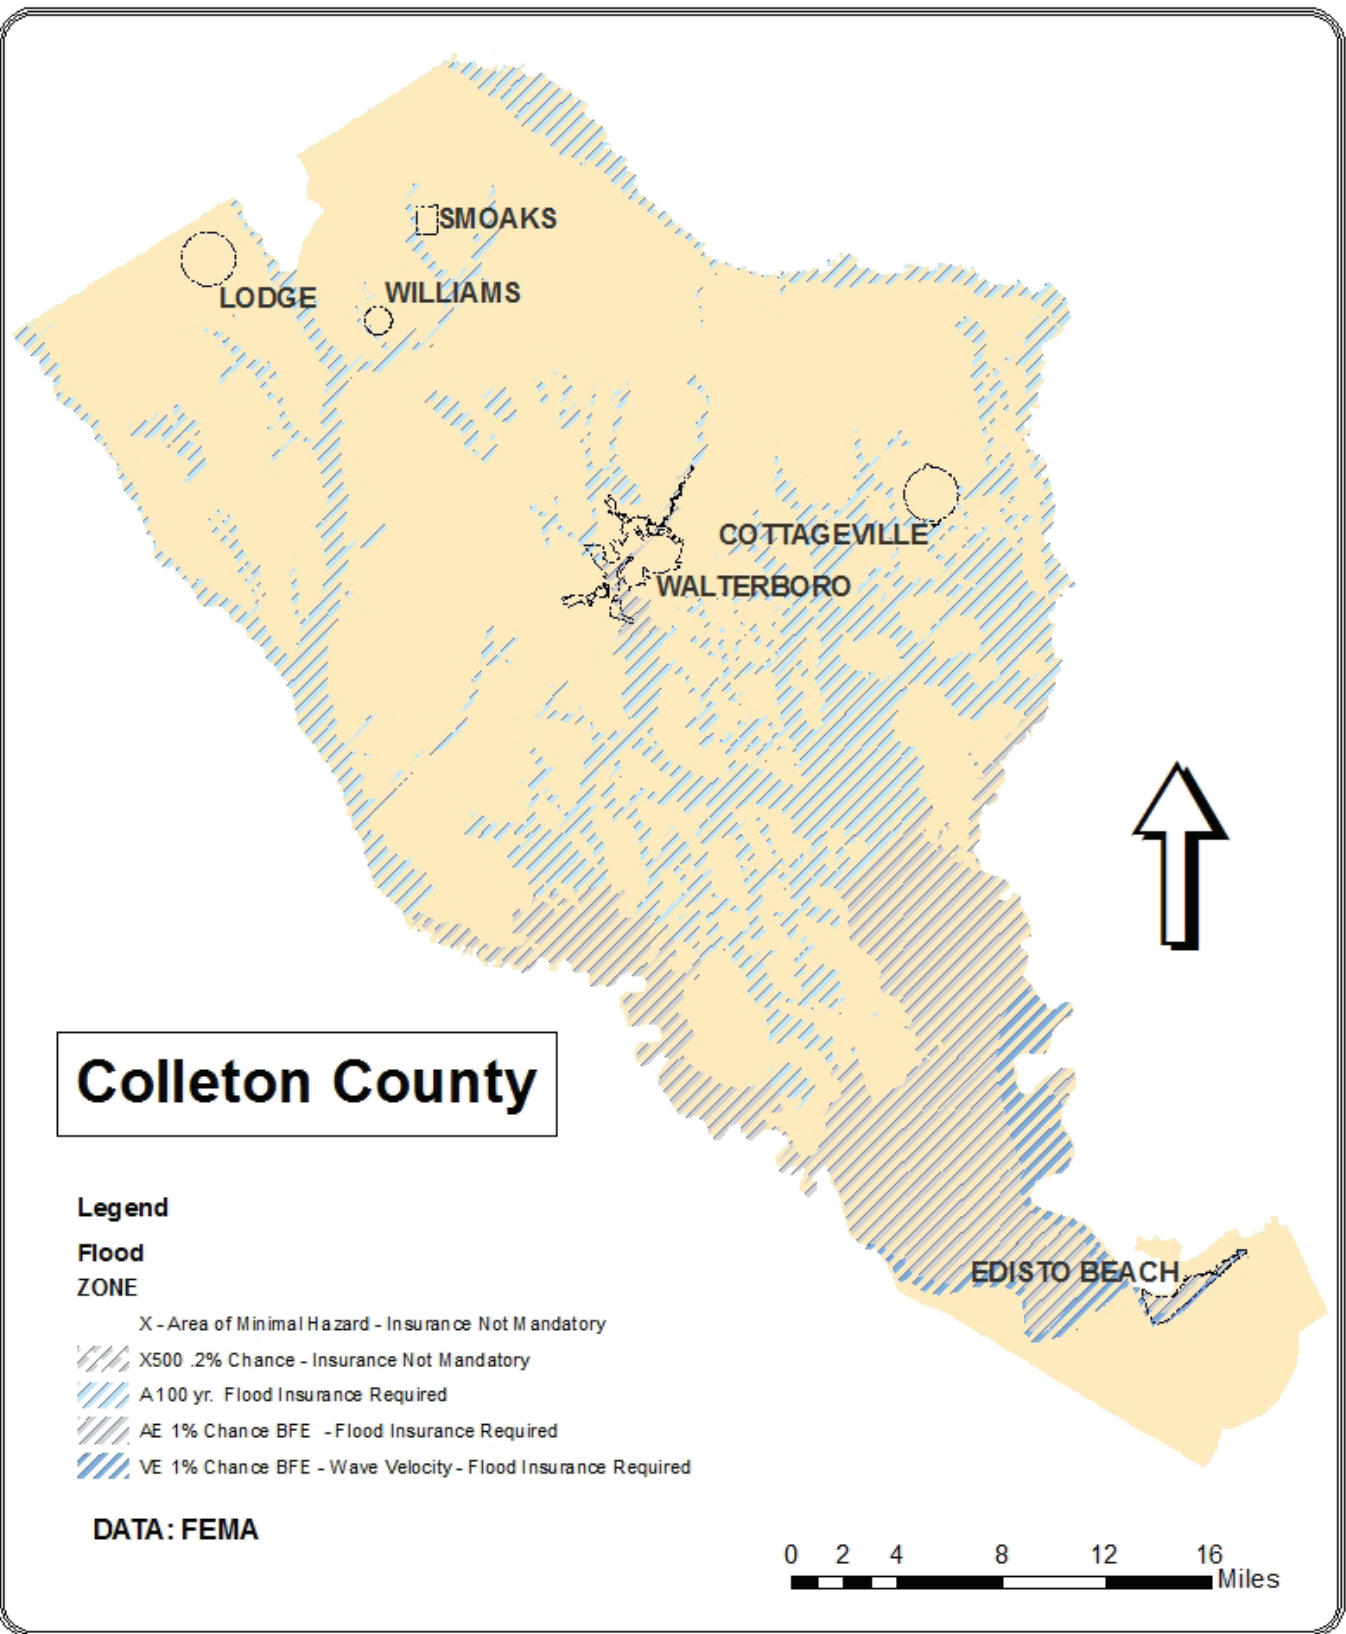 SMOAKS
WILLIAMS
LODGE
COTTAGEVILLE
WALTERBORO
Colleton County
EDISTO BEACH
Legend
Flood
ZONE
X - Area of Minimal Hazard - Insurance Not Mandatory
X500 .2% Chance - Insurance Not Mandatory
A 100 yr. Flood Insurance Required
AE 1% Chance BFE - Flood Insurance Required
VE 1% Chance BFE - Wave Velocity - Flood Insurance Required
DATA: FEMA
0 2 4 8 12 16
Miles